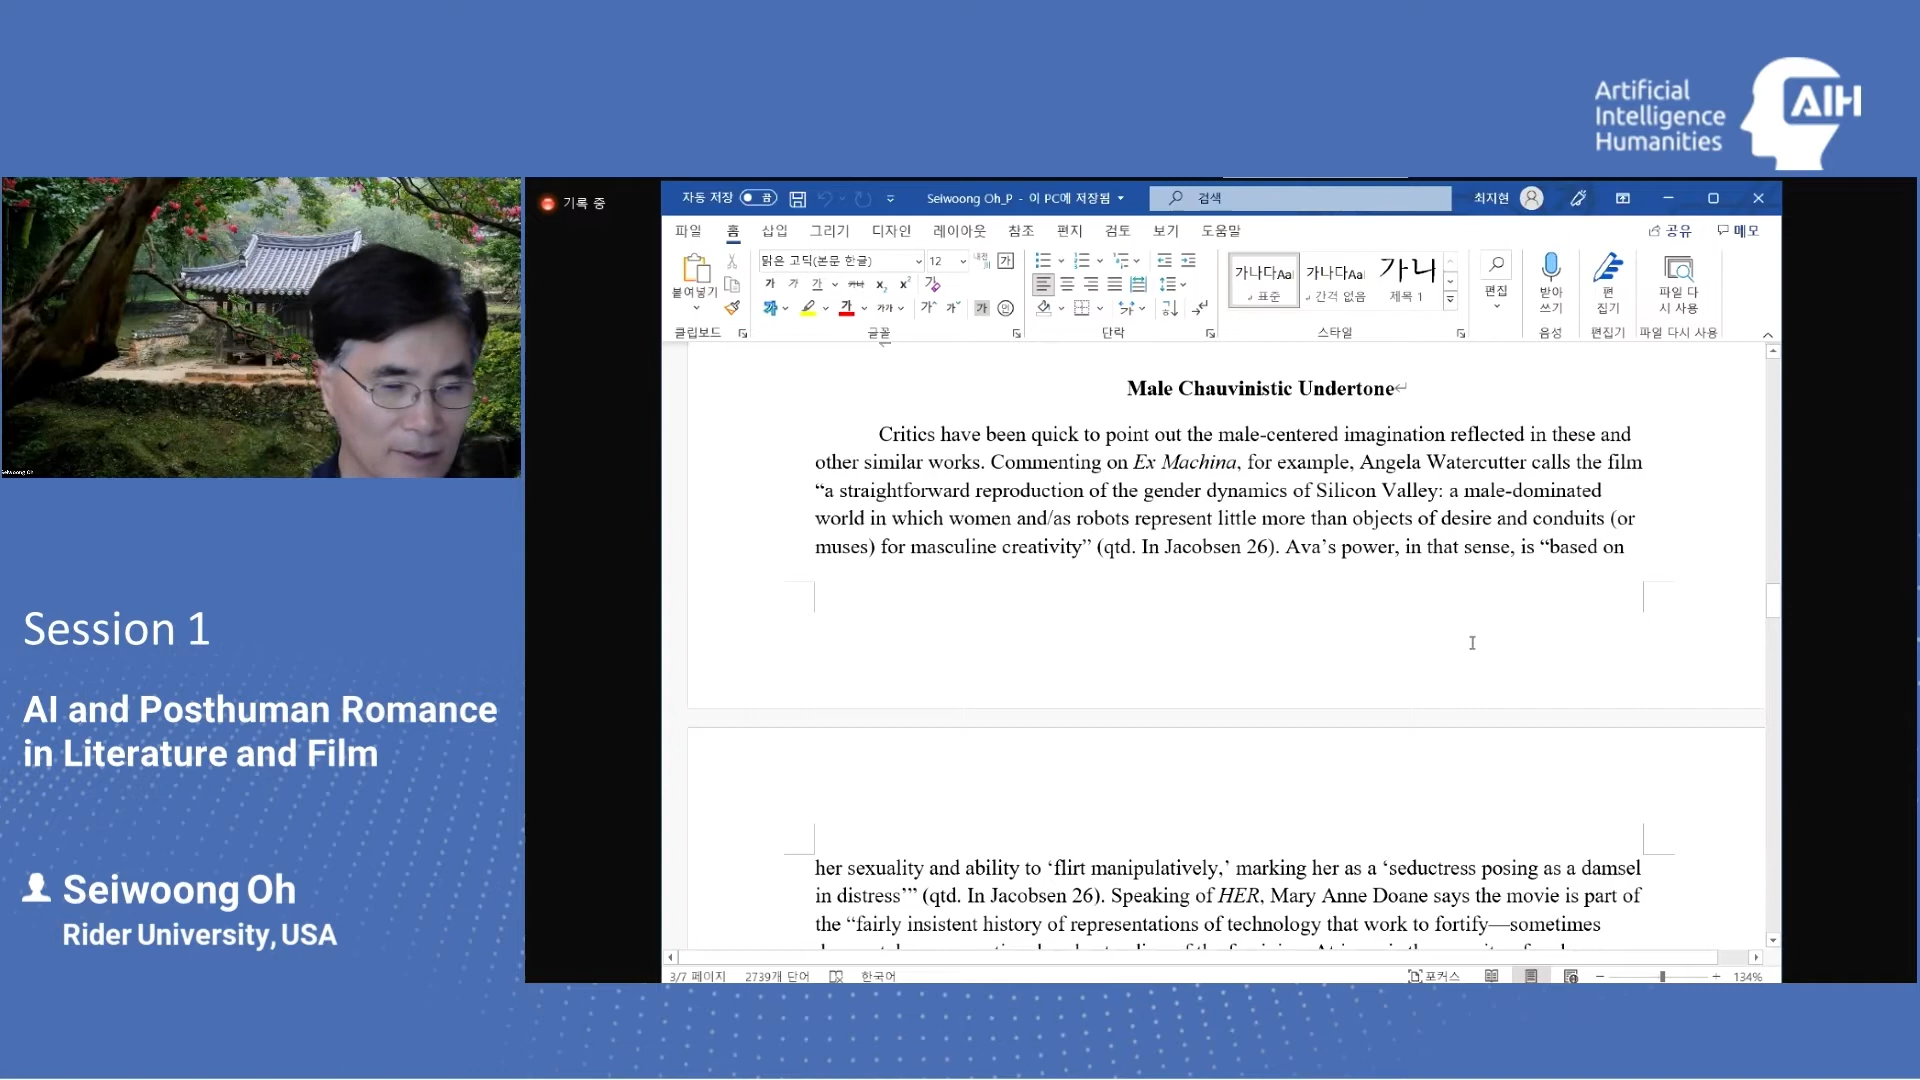 Artificial
Intelligence
Humanities
AIH
기록 중
자동 저장
끔
Seiwoong Oh_P - 이 PC에 저장됨
검색
최지현
파일 홈 삽입 그리기 디자인 레이아웃 참조 편지 검토 보기 도움말
공유 메모
맑은 고딕(본문 한글) 12
붙여넣기
가나다Aa 가나다Aa 가나
표준 간격 없음 제목 1
편집
받아
쓰기
편
집기
파일 다
시 사용
클립보드 글꼴 단락 스타일 음성 편집기 파일 다시 사용
Male Chauvinistic Undertone
Critics have been quick to point out the male-centered imagination reflected in these and
other similar works. Commenting on Ex Machina, for example, Angela Watercutter calls the film
“a straightforward reproduction of the gender dynamics of Silicon Valley: a male-dominated
world in which women and/as robots represent little more than objects of desire and conduits (or
muses) for masculine creativity” (qtd. In Jacobsen 26). Ava’s power, in that sense, is “based on
her sexuality and ability to ‘flirt manipulatively,’ marking her as a ‘seductress posing as a damsel
in distress’” (qtd. In Jacobsen 26). Speaking of HER, Mary Anne Doane says the movie is part of
the “fairly insistent history of representations of technology that work to fortify—sometimes
3/7 페이지 2739개 단어 한국어
포커스
134%
Seiwoong Oh
Session 1
AI and Posthuman Romance
in Literature and Film
Seiwoong Oh
Rider University, USA